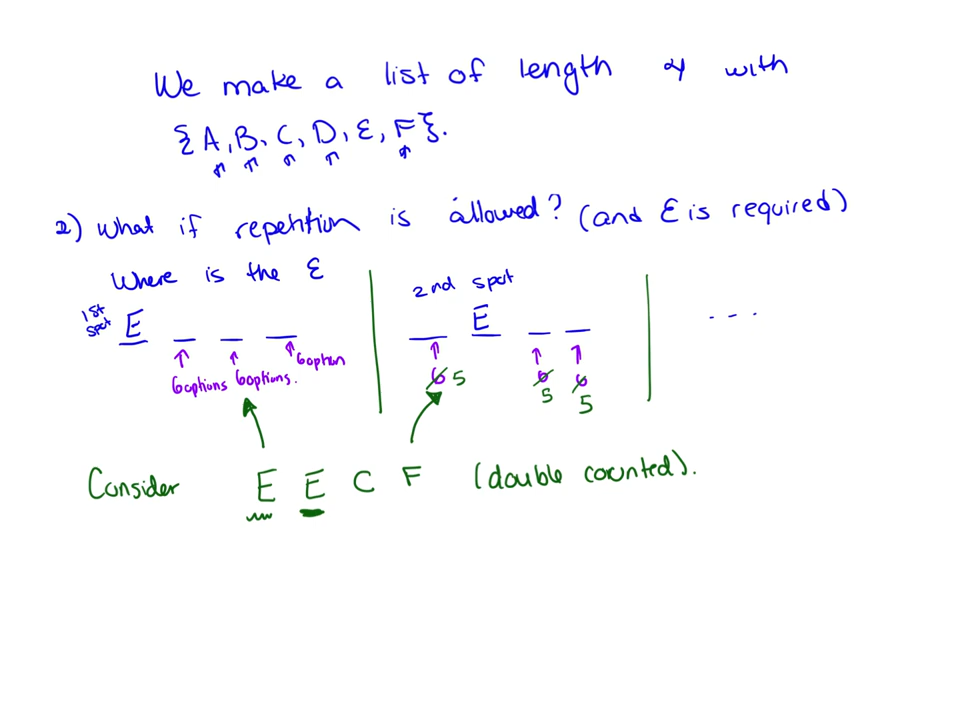 We make a list of length 4 with
{A, B, C, D, E, F}.
2) What if repetition is allowed? (and E is required)
Where is the E
2nd spot
1st spot E _ _ _
_ E _ _
. - - .
6options 6options. 6option
6 5 6 5 6 5
Consider E E C F (double counted).